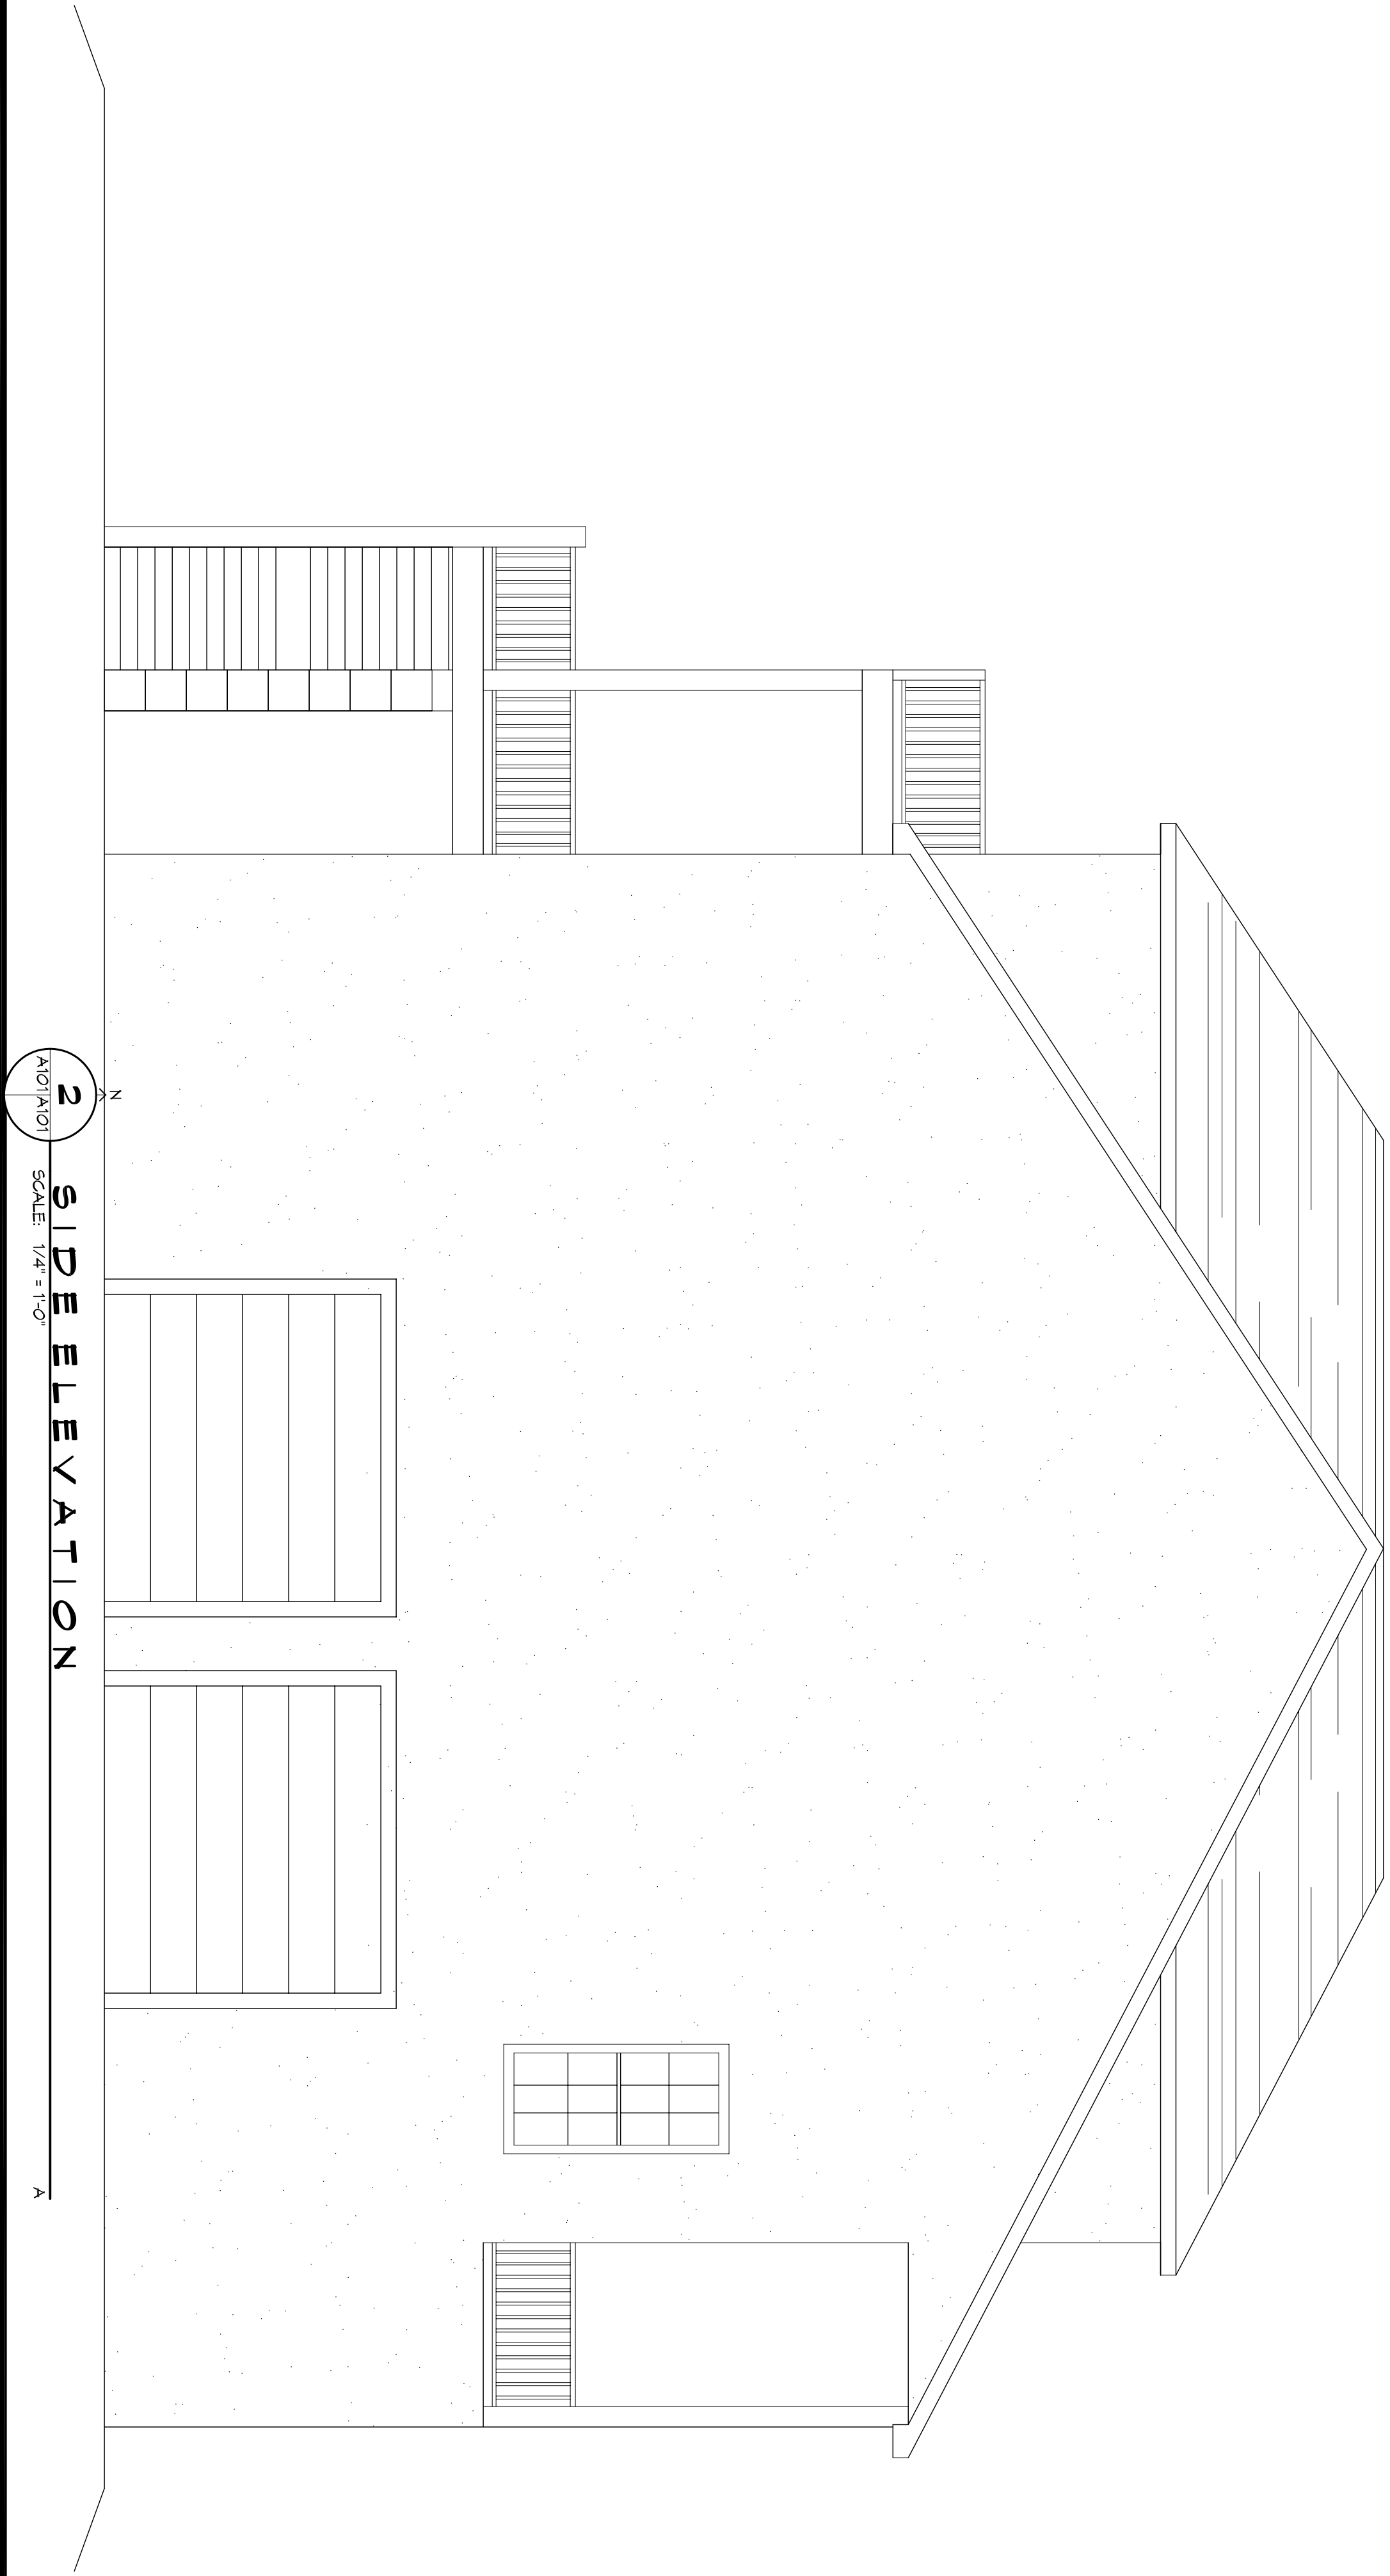 N
2
SIDE ELEVATION
A101 A101
SCALE: 1/4" = 1'-0"
A